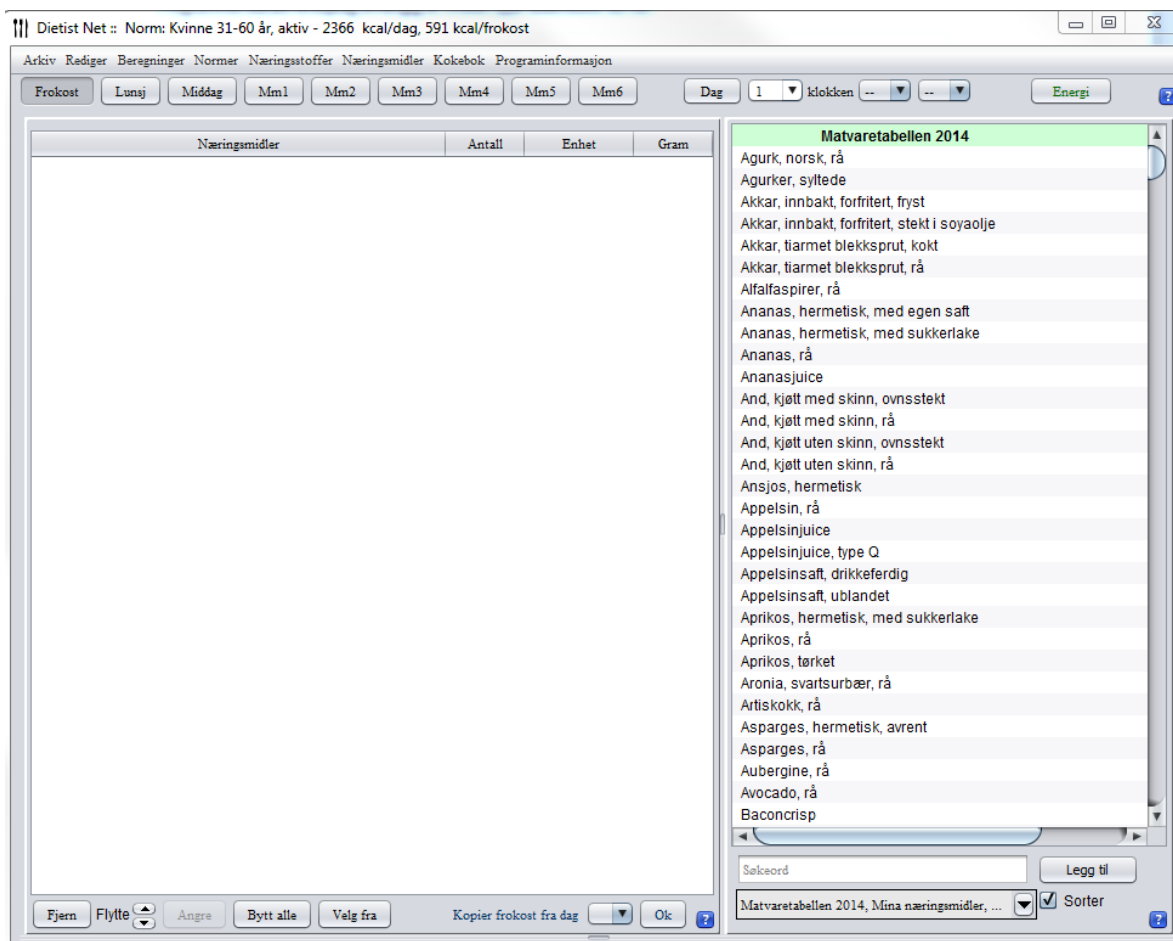 Dietist Net :: Norm: Kvinne 31-60 år, aktiv - 2366 kcal/dag, 591 kcal/frokost
Arkiv Rediger Beregninger Normer Næringsstoffer Næringsmidler Kokebok Programinformasjon
Frokost Lunsj Middag Mm1 Mm2 Mm3 Mm4 Mm5 Mm6 Dag 1 klokken -- -- Energi ?
Næringsmidler Antall Enhet Gram
Matvaretabellen 2014
Agurk, norsk, rå
Agurker, syltede
Akkar, innbakt, forfritert, fryst
Akkar, innbakt, forfritert, stekt i soyaolje
Akkar, tiarmet blekksprut, kokt
Akkar, tiarmet blekksprut, rå
Alfalfaspirer, rå
Ananas, hermetisk, med egen saft
Ananas, hermetisk, med sukkerlake
Ananas, rå
Ananasjuice
And, kjøtt med skinn, ovnsstekt
And, kjøtt med skinn, rå
And, kjøtt uten skinn, ovnsstekt
And, kjøtt uten skinn, rå
Ansjos, hermetisk
Appelsin, rå
Appelsinjuice
Appelsinjuice, type Q
Appelsinsaft, drikkeferdig
Appelsinsaft, ublandet
Aprikos, hermetisk, med sukkerlake
Aprikos, rå
Aprikos, tørket
Aronia, svartsurbær, rå
Artiskokk, rå
Asparges, hermetisk, avrent
Asparges, rå
Aubergine, rå
Avocado, rå
Baconcrisp
Søkeord Legg til
Matvaretabellen 2014, Mina næringsmidler, ... Sorter
?
Fjern Flytte Angre Bytt alle Velg fra Kopier frokost fra dag Ok ?